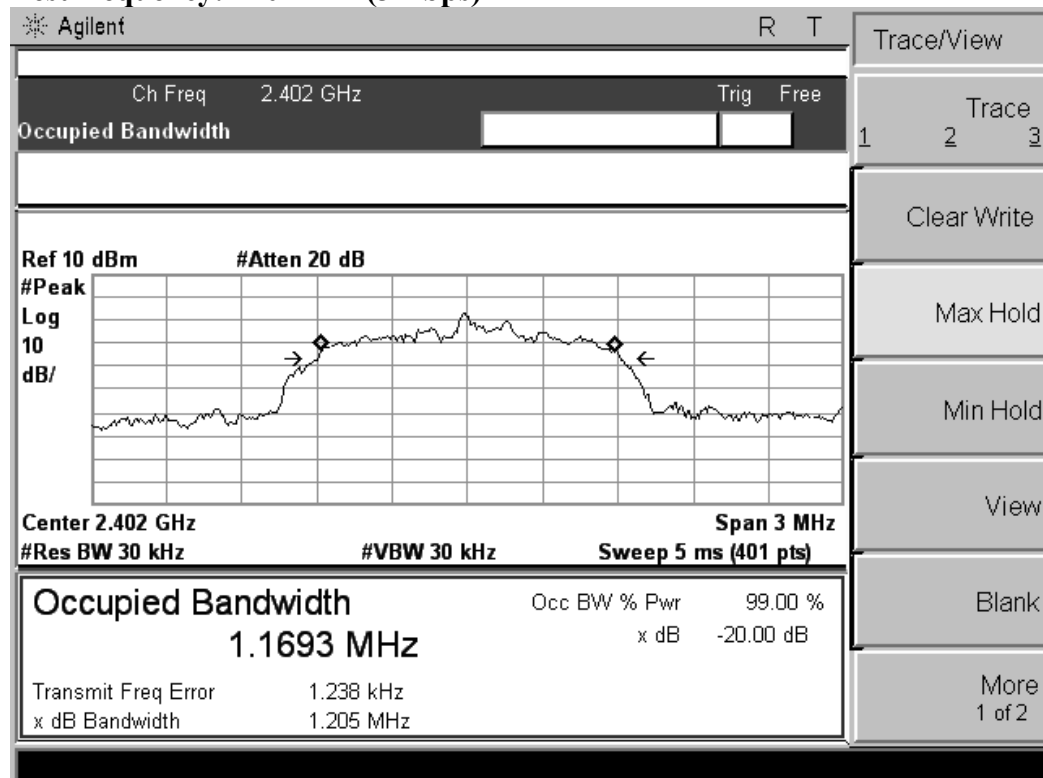 Agilent R T
Trace/View
Ch Freq 2.402 GHz Trig Free
Occupied Bandwidth
Trace
1 2 3
Clear Write
Max Hold
Min Hold
View
Blank
More
1 of 2
Ref 10 dBm #Atten 20 dB
#Peak
Log
10
dB/
Center 2.402 GHz Span 3 MHz
#Res BW 30 kHz #VBW 30 kHz Sweep 5 ms (401 pts)
Occupied Bandwidth
1.1693 MHz
Occ BW % Pwr 99.00 %
x dB -20.00 dB
Transmit Freq Error 1.238 kHz
x dB Bandwidth 1.205 MHz